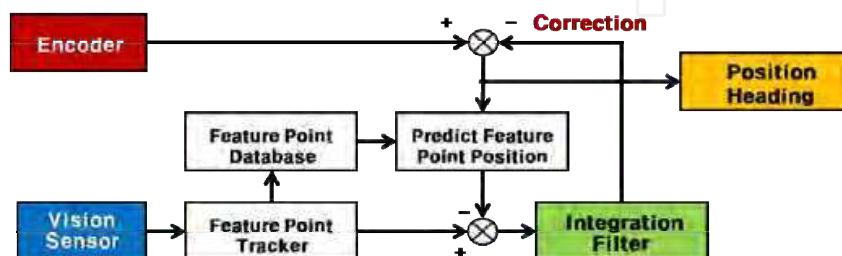 +
− Correction
Encoder
Position
Heading
Feature Point
Database
Predict Feature
Point Position
Vision
Sensor
Feature Point
Tracker
−
+
Integration
Filter